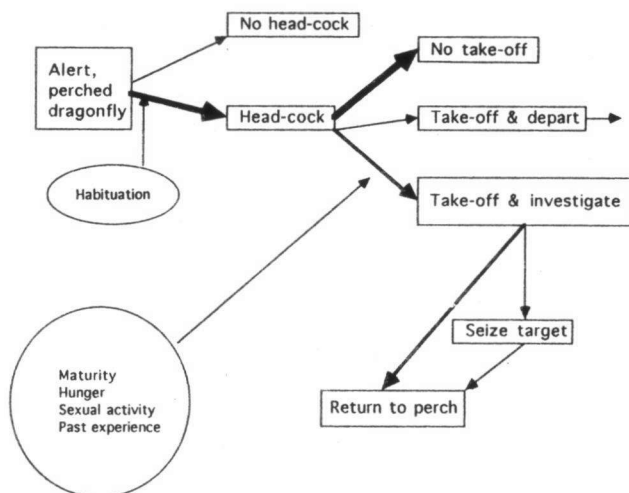 No head-cock
Alert,
perched
dragonfly
No take-off
Head-cock
Take-off & depart
Habituation
Take-off & investigate
Seize target
Maturity
Hunger
Sexual activity
Past experience
Return to perch